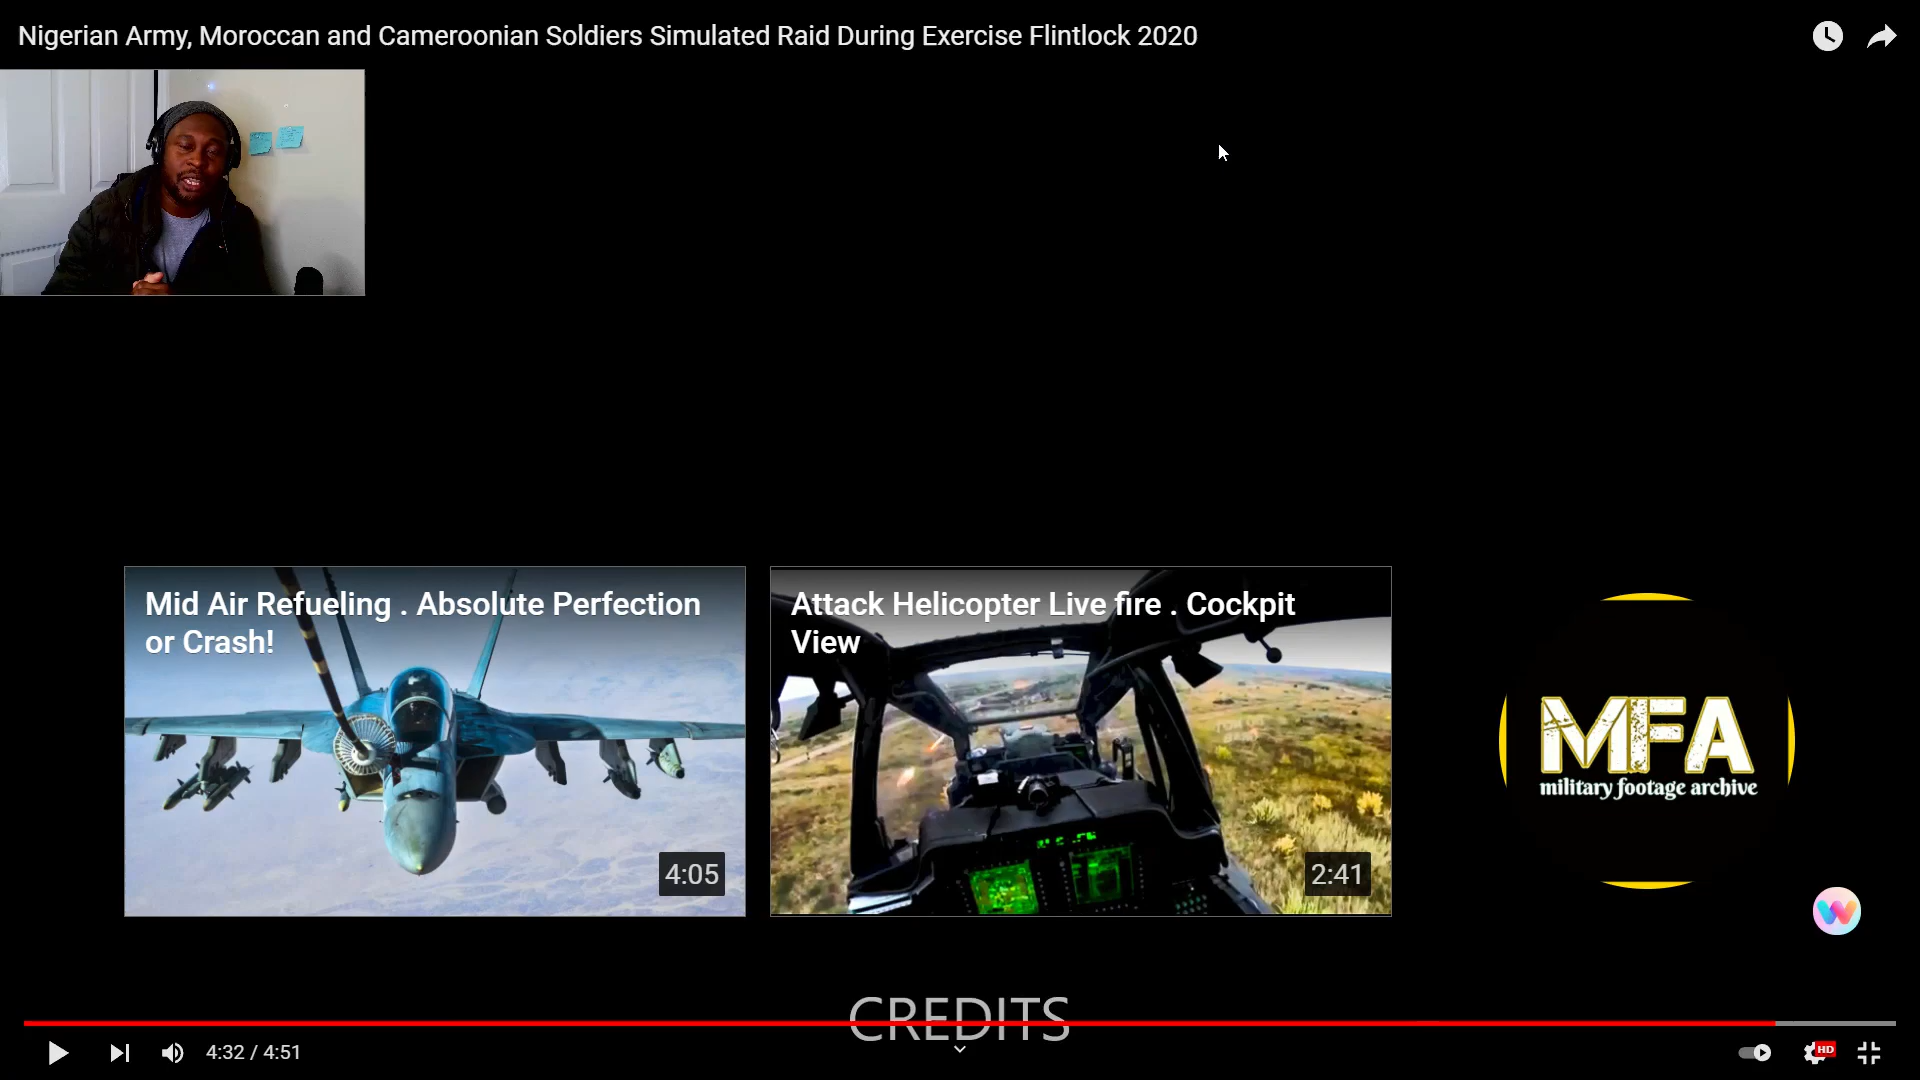 Nigerian Army, Moroccan and Cameroonian Soldiers Simulated Raid During Exercise Flintlock 2020
Mid Air Refueling . Absolute Perfection
or Crash!
4:05
Attack Helicopter Live fire . Cockpit
View
2:41
MFA
military footage archive
CREDITS
4:32 / 4:51
HD